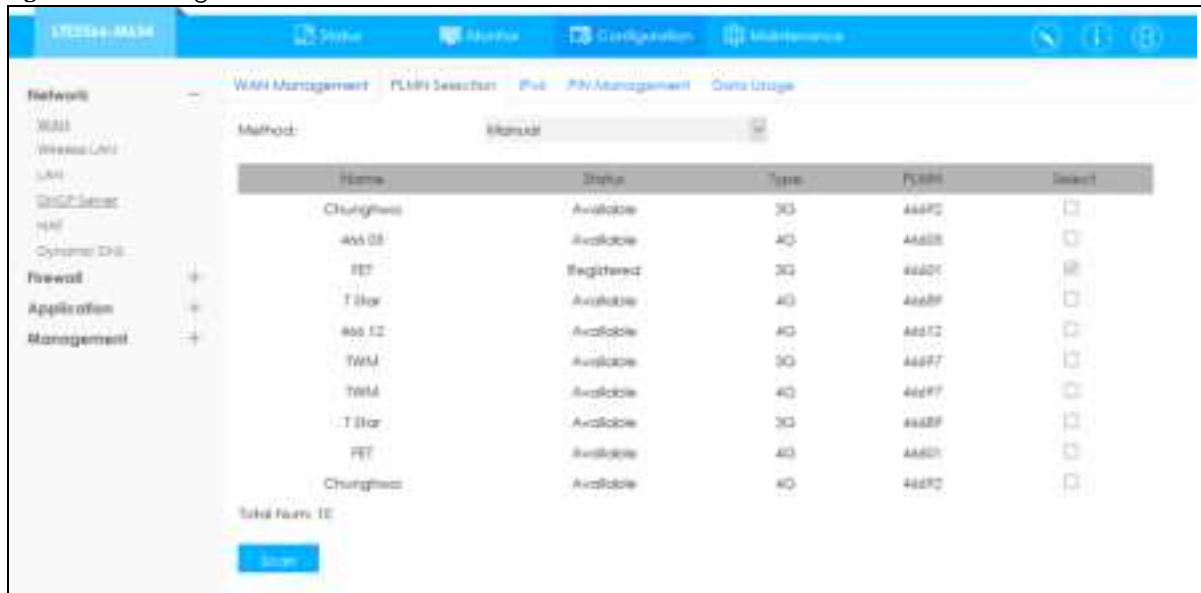 LTE5366-M608
Status Monitor Configuration Maintenance
WAN Management PLMN Selection IPv6 PIN Management Data Usage
Network
WAN
Wireless LAN
LAN
DHCP Server
NAT
Dynamic DNS
Firewall
Application
Management
Method: Manual
Name Status Type PLMN Select
Chunghwa Available 3G 46692
466 05 Available 4G 46605
FET Registered 3G 46601
T Star Available 4G 46689
466 12 Available 4G 46612
TWM Available 3G 46697
TWM Available 4G 46697
T Star Available 3G 46689
FET Available 4G 46601
Chunghwa Available 4G 46692
Total Num: 10
Scan